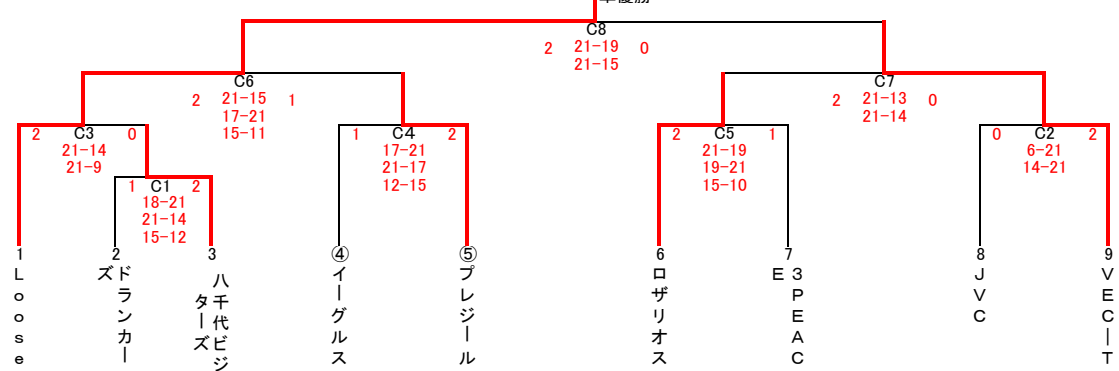 準優勝
C8
2 21-19 0
21-15
C6
2 21-15 1
17-21
15-11
C7
2 21-13 0
21-14
2 C3 0
21-14
21-9
1 C4 2
17-21
21-17
12-15
2 C5 1
21-19
19-21
15-10
0 C2 2
6-21
14-21
1 C1 2
18-21
21-14
15-12
1
Loose
2
ドランカーズ
3
八千代ビジターズ
④
イーグルス
⑤
プレジール
6
ロザリオス
7
3PEACE
8
JVC
9
VEC-T